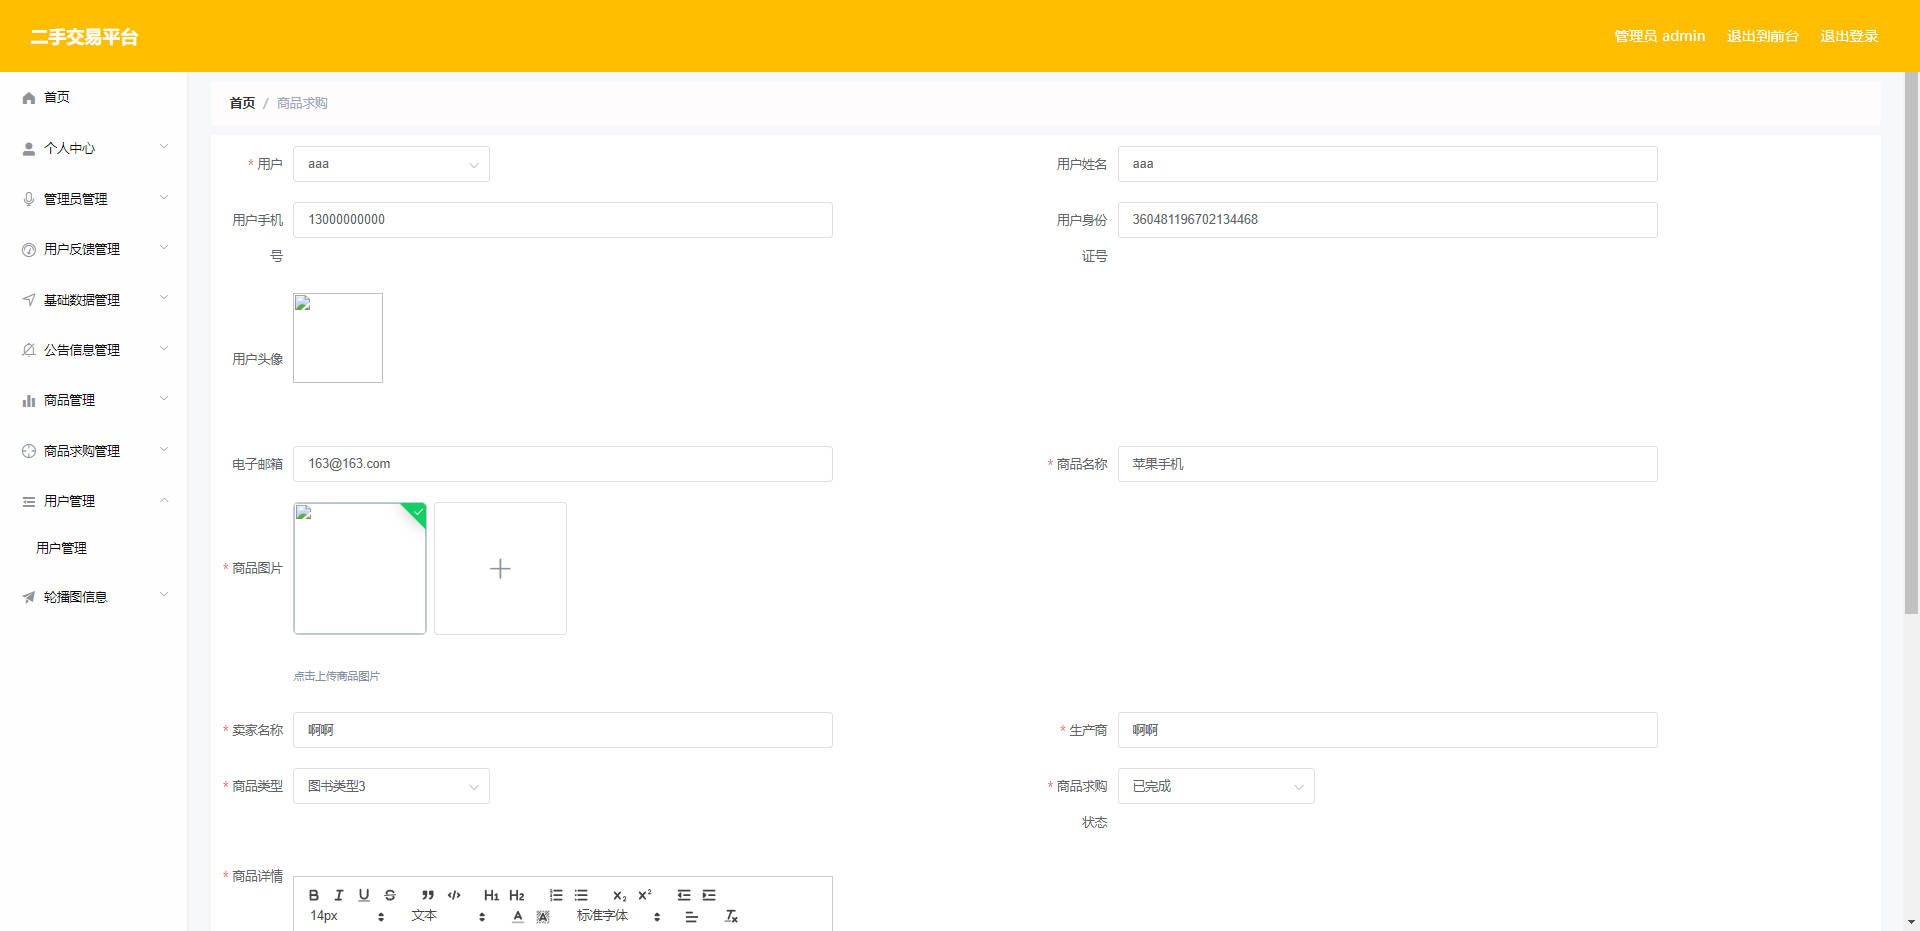 二手交易平台
管理员 admin 退出到前台 退出登录
首页
个人中心
管理员管理
用户反馈管理
基础数据管理
公告信息管理
商品管理
商品求购管理
用户管理
用户管理
轮播图信息
首页 / 商品求购
* 用户 aaa
用户姓名 aaa
用户手机号 13000000000
用户身份证号 360481196702134468
用户头像
电子邮箱 163@163.com
* 商品名称 苹果手机
* 商品图片
点击上传商品图片
* 卖家名称 啊啊
* 生产商 啊啊
* 商品类型 图书类型3
* 商品求购状态 已完成
* 商品详情
B I U S H1 H2 X2 X2
14px 文本 A A 标准字体 Tx